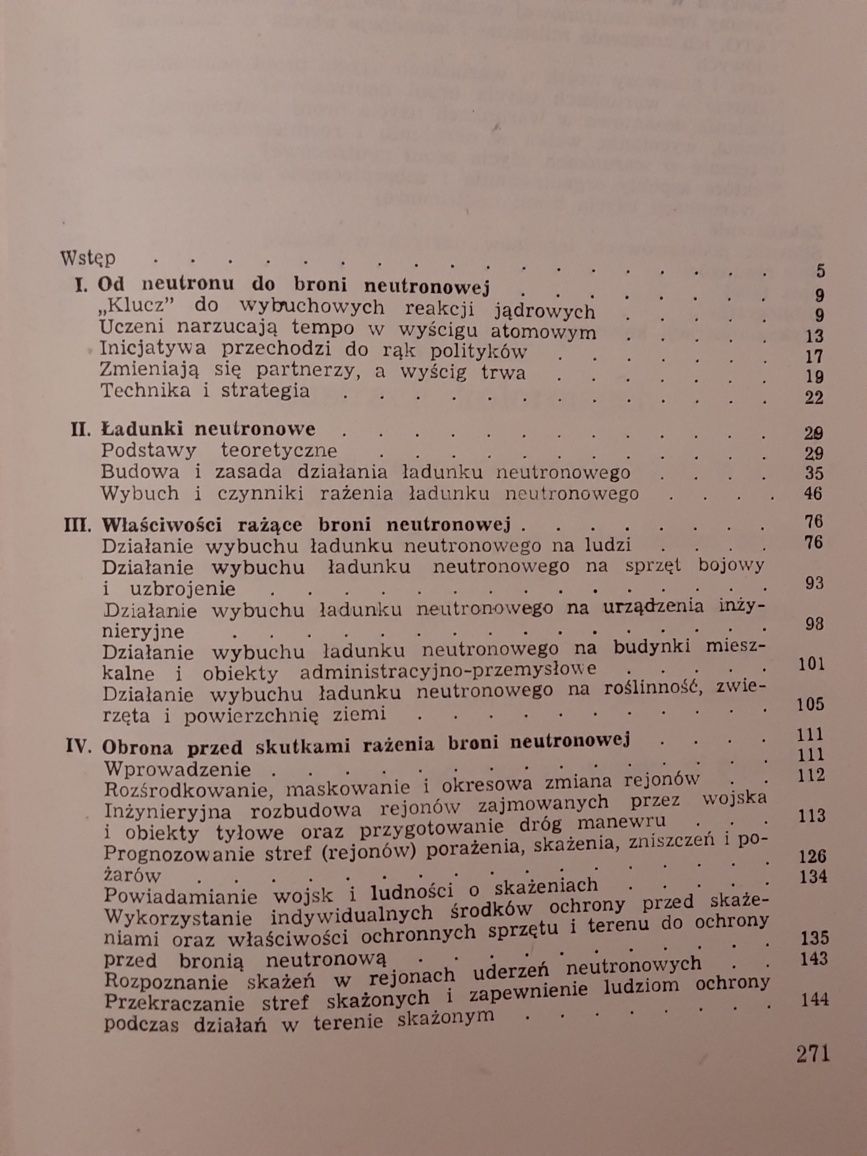 Wstęp . . . . . . . . . . . . . . . . 5
I. Od neutronu do broni neutronowej . . . . . . . 9
„Klucz” do wybuchowych reakcji jądrowych . . . . 9
Uczeni narzucają tempo w wyścigu atomowym . . . . 13
Inicjatywa przechodzi do rąk polityków . . . . . . 17
Zmieniają się partnerzy, a wyścig trwa . . . . . . 19
Technika i strategia . . . . . . . . . . . 22
II. Ładunki neutronowe . . . . . . . . . . . 29
Podstawy teoretyczne . . . . . . . . . . . 29
Budowa i zasada działania ładunku neutronowego . . . . 35
Wybuch i czynniki rażenia ładunku neutronowego . . . . 46
III. Właściwości rażące broni neutronowej . . . . . . . 76
Działanie wybuchu ładunku neutronowego na ludzi . . . . 76
Działanie wybuchu ładunku neutronowego na sprzęt bojowy
i uzbrojenie . . . . . . . . . . . . . 93
Działanie wybuchu ładunku neutronowego na urządzenia inży-
nieryjne . . . . . . . . . . . . . . 98
Działanie wybuchu ładunku neutronowego na budynki miesz-
kalne i obiekty administracyjno-przemysłowe . . . . . 101
Działanie wybuchu ładunku neutronowego na roślinność, zwie-
rzęta i powierzchnię ziemi . . . . . . . . . . 105
IV. Obrona przed skutkami rażenia broni neutronowej . . . . 111
Wprowadzenie . . . . . . . . . . . . . 111
Rozśrodkowanie, maskowanie i okresowa zmiana rejonów . . 112
Inżynieryjna rozbudowa rejonów zajmowanych przez wojska
i obiekty tyłowe oraz przygotowanie dróg manewru . . . 113
Prognozowanie stref (rejonów) porażenia, skażenia, zniszczeń i po-
żarów . . . . . . . . . . . . . . . 126
Powiadamianie wojsk i ludności o skażeniach . . . . . 134
Wykorzystanie indywidualnych środków ochrony przed skaże-
niami oraz właściwości ochronnych sprzętu i terenu do ochrony
przed bronią neutronową . . . . . . . . . . 135
Rozpoznanie skażeń w rejonach uderzeń neutronowych . . 143
Przekraczanie stref skażonych i zapewnienie ludziom ochrony
podczas działań w terenie skażonym . . . . . . . 144
271